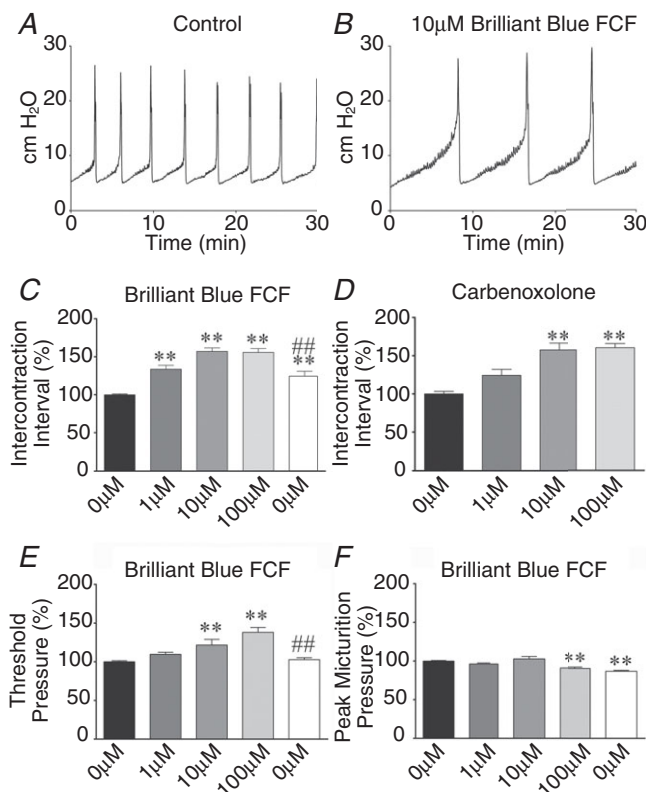 A Control
B 10μM Brilliant Blue FCF
30
20
10
0
cm H2O
0 10 20 30
Time (min)
30
20
10
0
cm H2O
0 10 20 30
Time (min)
C Brilliant Blue FCF
Intercontraction
Interval (%)
200
150
100
50
0
**
**
**
##
**
0μM 1μM 10μM 100μM 0μM
D Carbenoxolone
Intercontraction
Interval (%)
200
150
100
50
0
**
**
0μM 1μM 10μM 100μM
E Brilliant Blue FCF
Threshold
Pressure (%)
200
150
100
50
0
**
**
##
0μM 1μM 10μM 100μM 0μM
F Brilliant Blue FCF
Peak Micturition
Pressure (%)
200
150
100
50
0
**
**
0μM 1μM 10μM 100μM 0μM